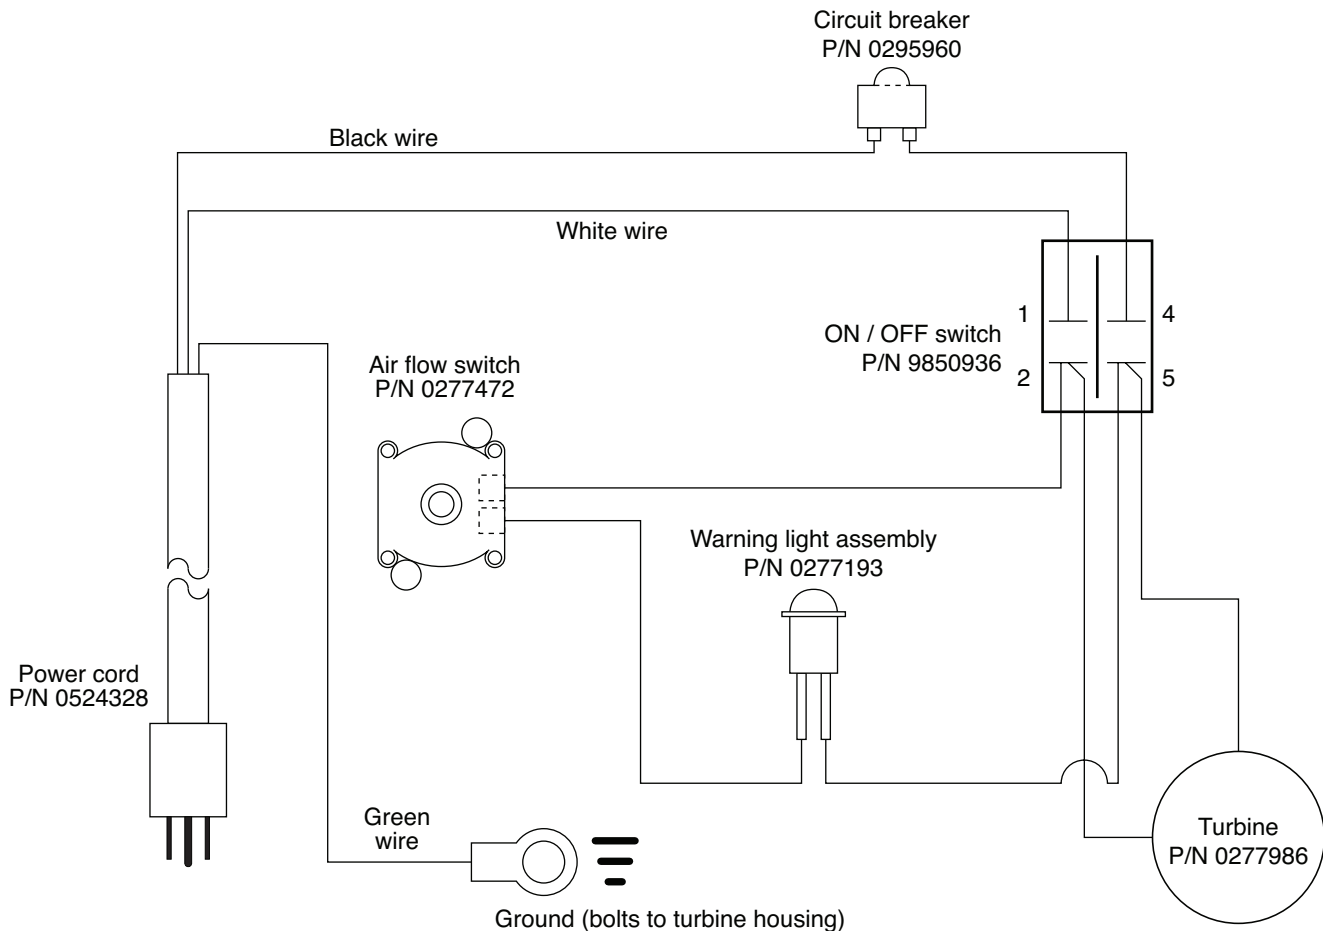 Circuit breaker
P/N 0295960
Black wire
White wire
1
4
ON / OFF switch
P/N 9850936
2
5
Air flow switch
P/N 0277472
Warning light assembly
P/N 0277193
Power cord
P/N 0524328
Green
wire
Turbine
P/N 0277986
Ground (bolts to turbine housing)